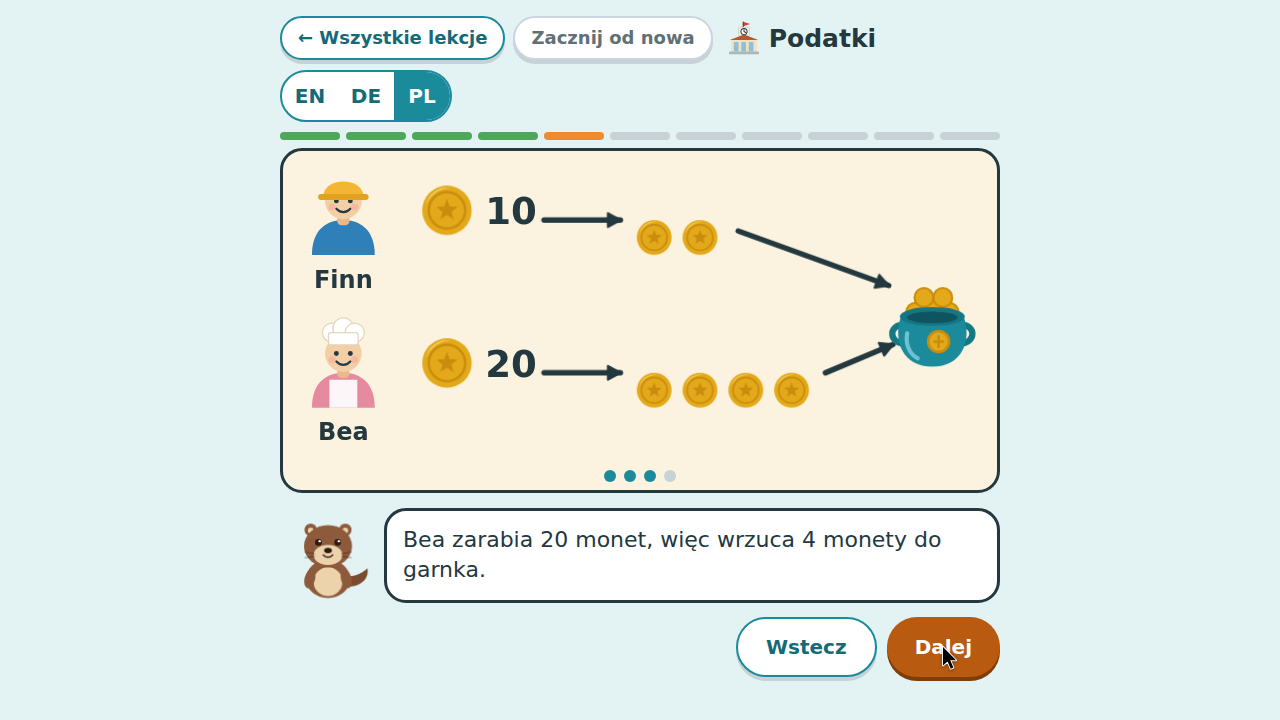 ← Wszystkie lekcje
Zacznij od nowa
Podatki
EN DE PL
10
Finn
20
Bea
Bea zarabia 20 monet, więc wrzuca 4 monety do
garnka.
Wstecz
Dalej